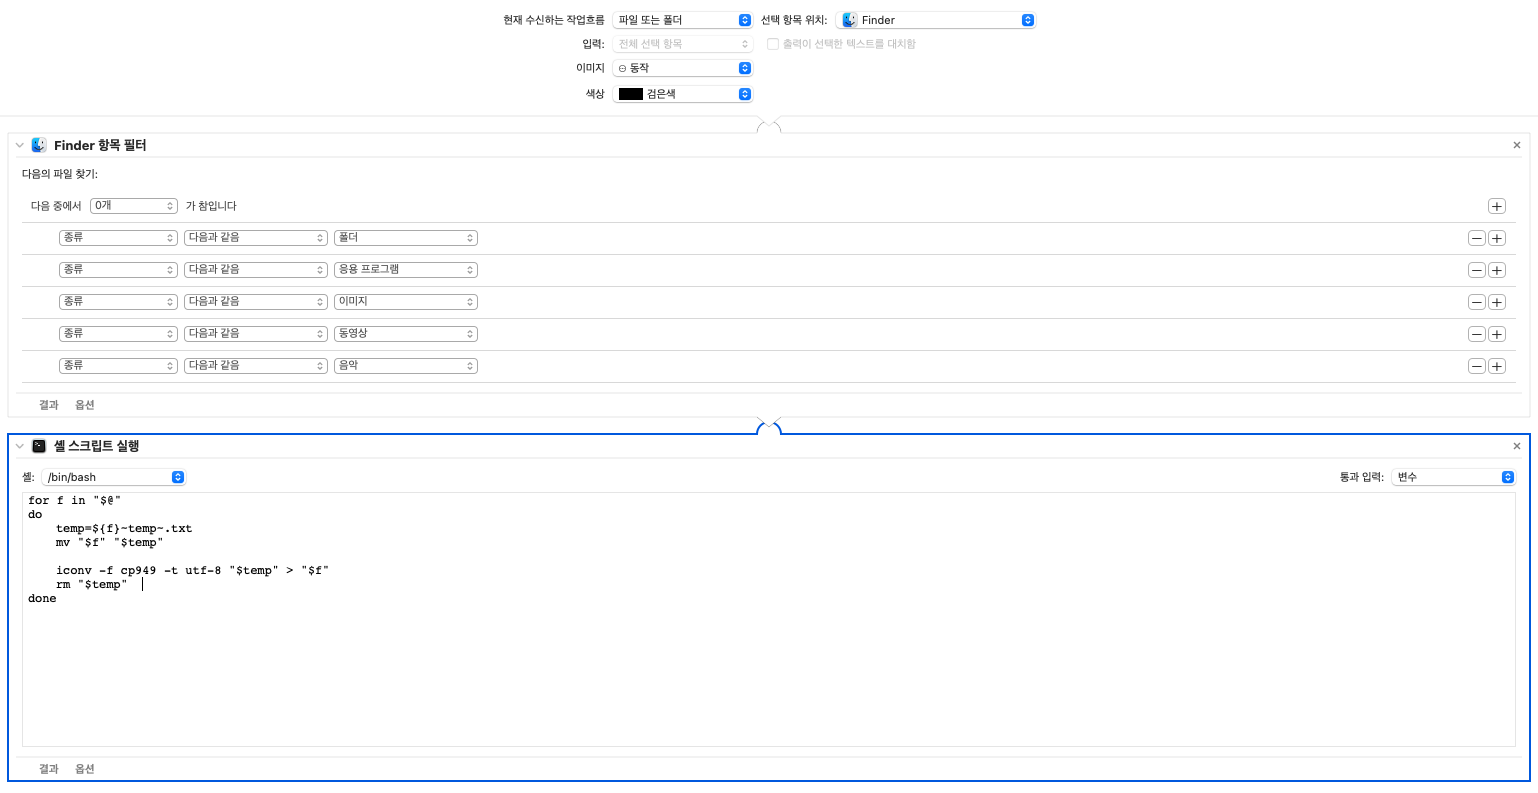 현재 수신하는 작업흐름 파일 또는 폴더 선택 항목 위치: Finder
입력: 전체 선택 항목 출력이 선택한 텍스트를 대치함
이미지 동작
색상 검은색
Finder 항목 필터
다음의 파일 찾기:
다음 중에서 0개 가 참입니다
종류 다음과 같음 폴더
종류 다음과 같음 응용 프로그램
종류 다음과 같음 이미지
종류 다음과 같음 동영상
종류 다음과 같음 음악
결과 옵션
셸 스크립트 실행
셸: /bin/bash 통과 입력: 변수
for f in "$@"
do
temp=${f}~temp~.txt
mv "$f" "$temp"
iconv -f cp949 -t utf-8 "$temp" > "$f"
rm "$temp"
done
결과 옵션